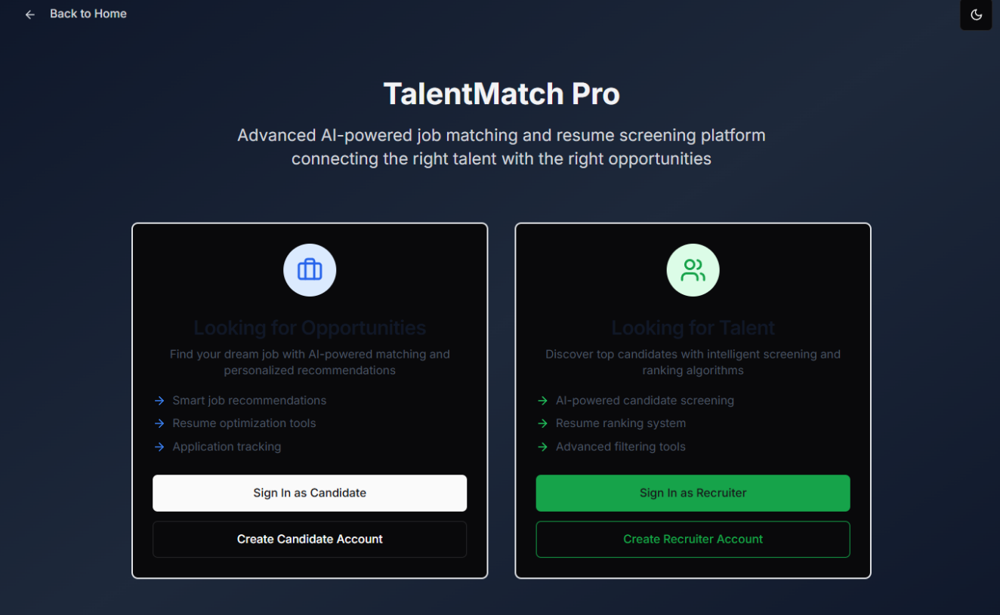 Back to Home
TalentMatch Pro
Advanced AI-powered job matching and resume screening platform
connecting the right talent with the right opportunities
Looking for Opportunities
Find your dream job with AI-powered matching and
personalized recommendations
Smart job recommendations
Resume optimization tools
Application tracking
Sign In as Candidate
Create Candidate Account
Looking for Talent
Discover top candidates with intelligent screening and
ranking algorithms
AI-powered candidate screening
Resume ranking system
Advanced filtering tools
Sign In as Recruiter
Create Recruiter Account